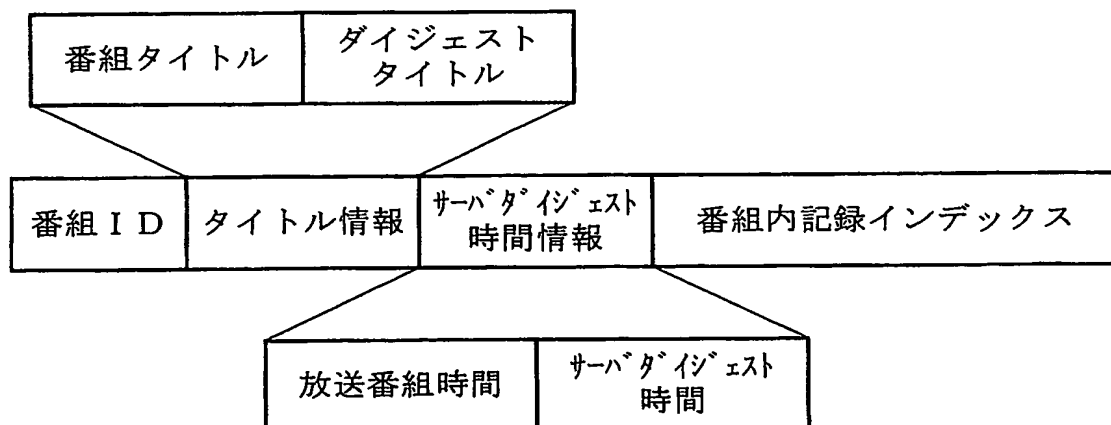 番組タイトル
ダイジェスト
タイトル
番組ＩＤ
タイトル情報
ｻｰﾊﾞﾀﾞｲｼﾞｪｽﾄ
時間情報
番組内記録インデックス
放送番組時間
ｻｰﾊﾞﾀﾞｲｼﾞｪｽﾄ
時間